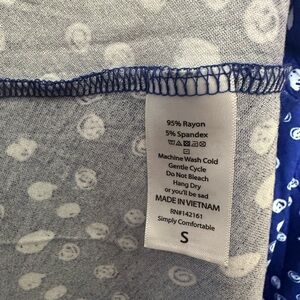 95% Rayon
5% Spandex
Machine Wash Cold
Gentle Cycle
Do Not Bleach
Hang Dry
or you'll be sad
MADE IN VIETNAM
RN#142161
Simply Comfortable
S